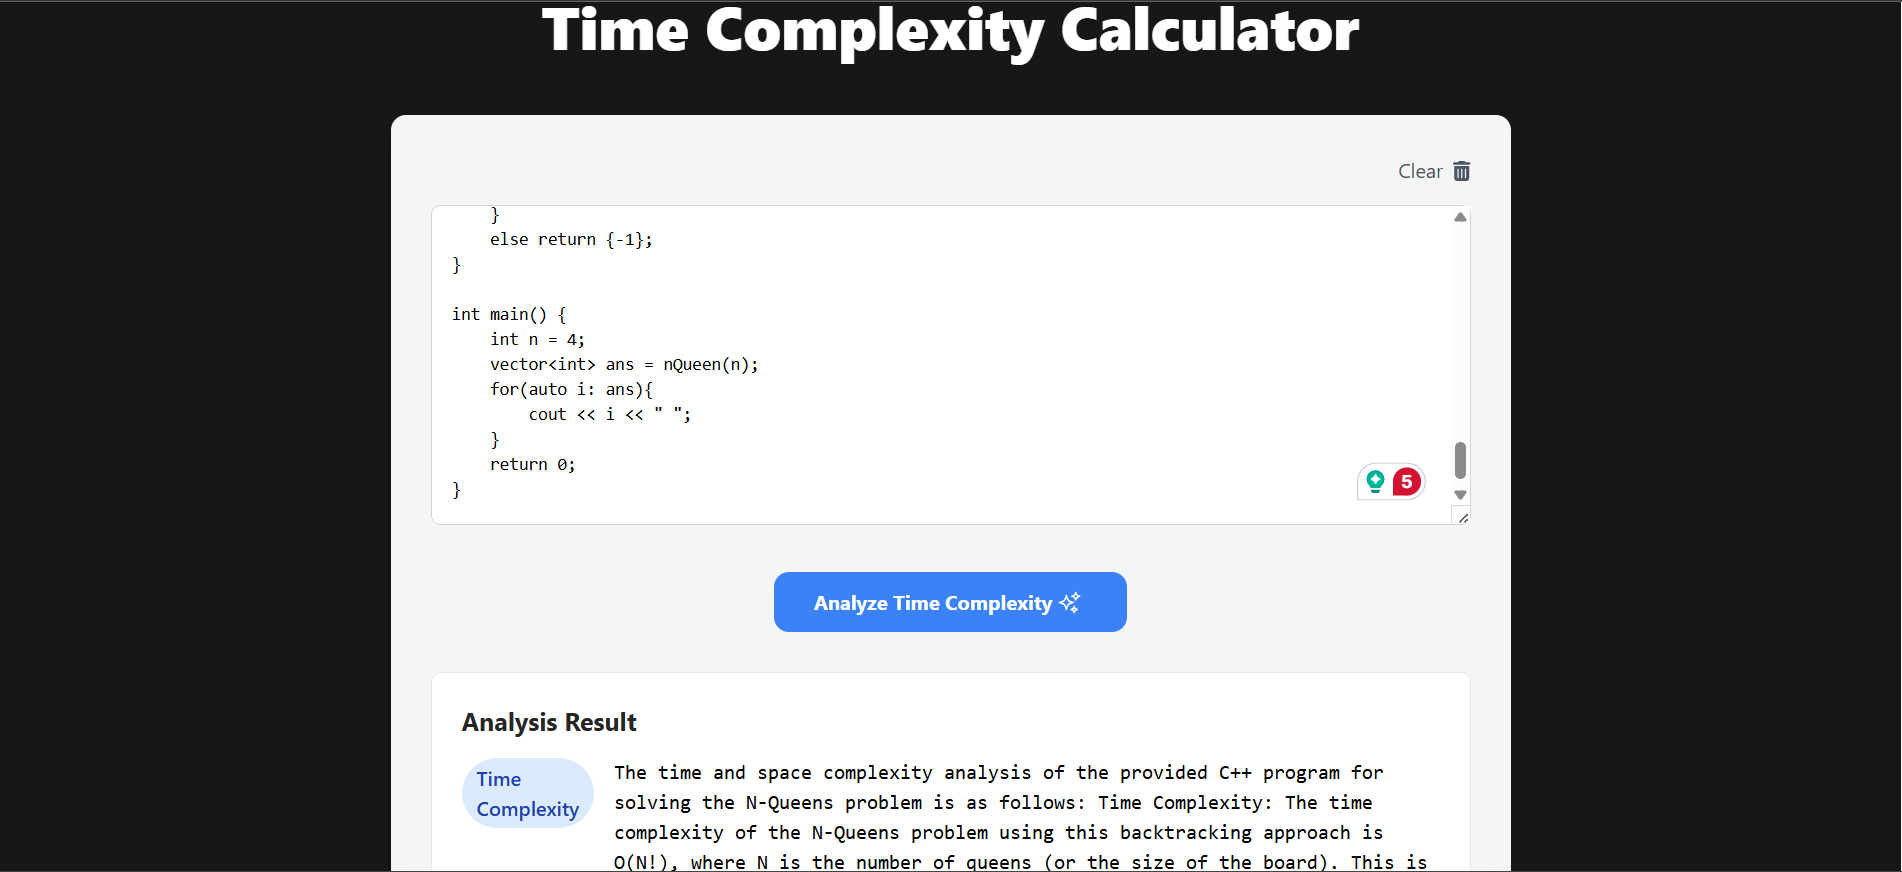 Time Complexity Calculator
Clear
    }
    else return {-1};
}
int main() {
    int n = 4;
    vector<int> ans = nQueen(n);
    for(auto i: ans){
        cout << i << " ";
    }
    return 0;
}
5
Analyze Time Complexity
Analysis Result
Time
Complexity
The time and space complexity analysis of the provided C++ program for
solving the N-Queens problem is as follows: Time Complexity: The time
complexity of the N-Queens problem using this backtracking approach is
O(N!), where N is the number of queens (or the size of the board). This is